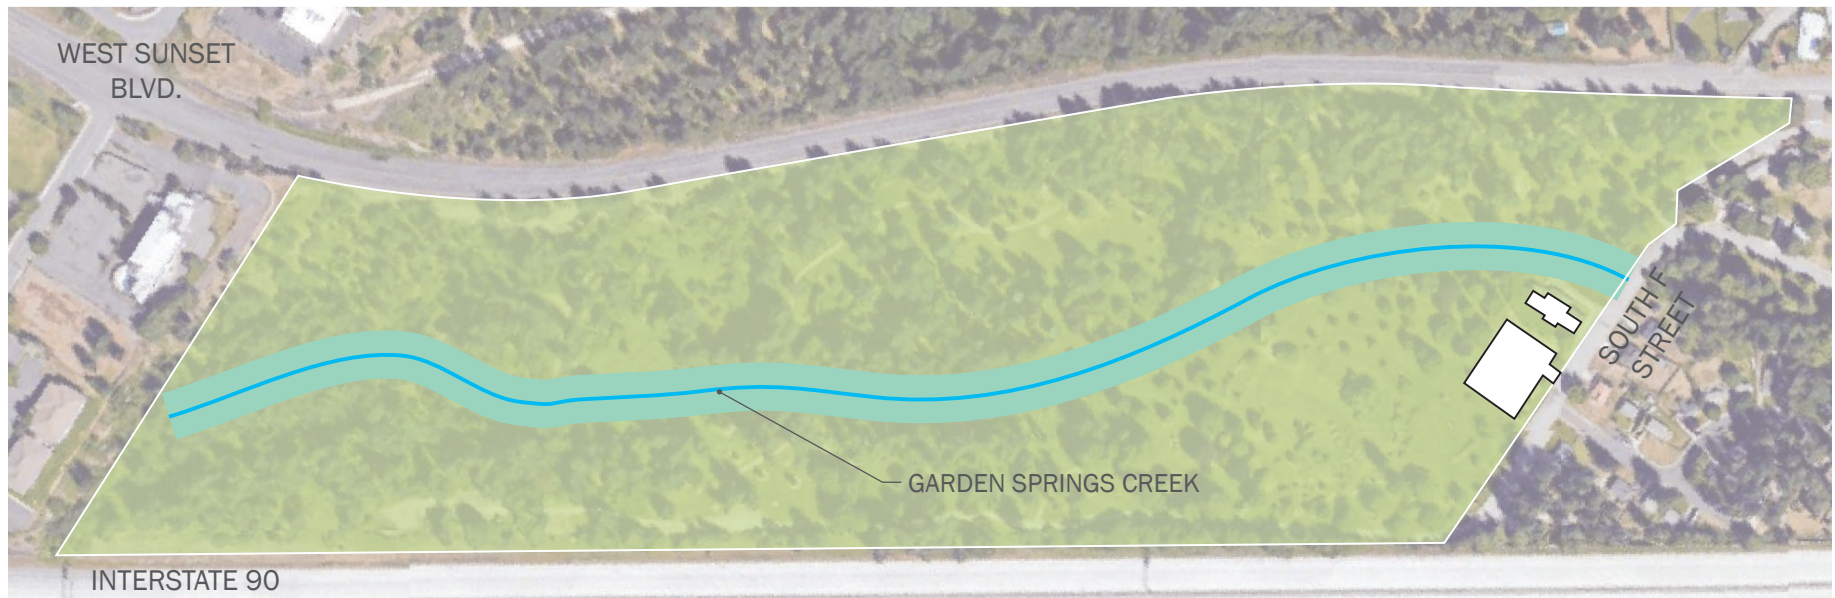 WEST SUNSET
BLVD.
SOUTH F
STREET
GARDEN SPRINGS CREEK
INTERSTATE 90